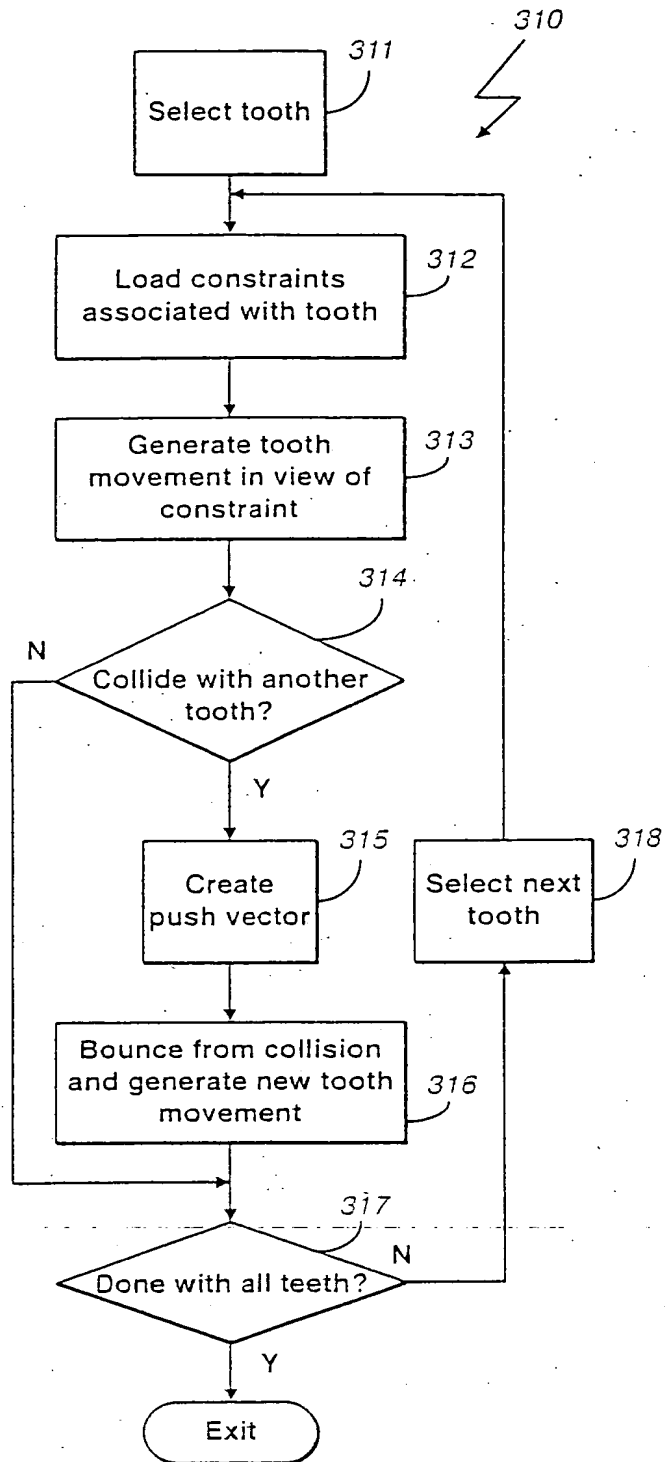 310
311
Select tooth
312
Load constraints
associated with tooth
313
Generate tooth
movement in view of
constraint
314
N
Collide with another
tooth?
Y
315
Create
push vector
318
Select next
tooth
Bounce from collision
and generate new tooth
movement
316
317
N
Done with all teeth?
Y
Exit